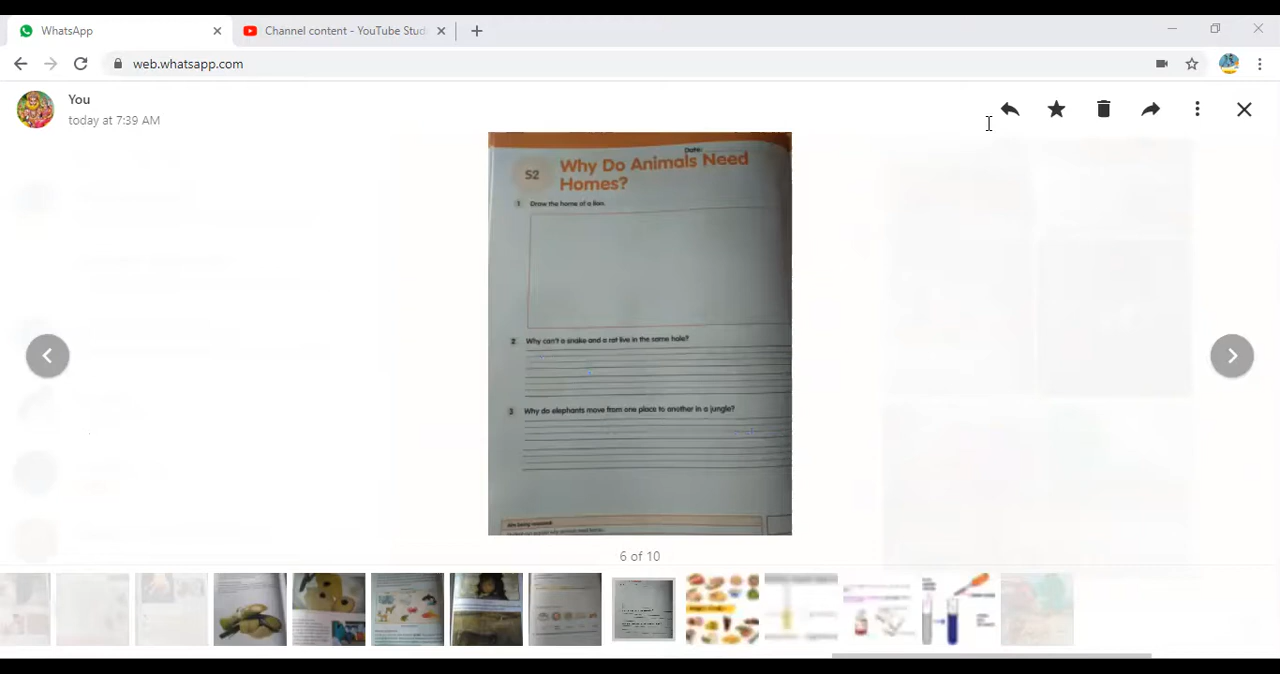 WhatsApp
Channel content - YouTube Stud
web.whatsapp.com
You
today at 7:39 AM
Date:
S2
Why Do Animals Need
Homes?
1 Draw the home of a lion.
2 Why can't a snake and a rat live in the same hole?
3 Why do elephants move from one place to another in a jungle?
6 of 10